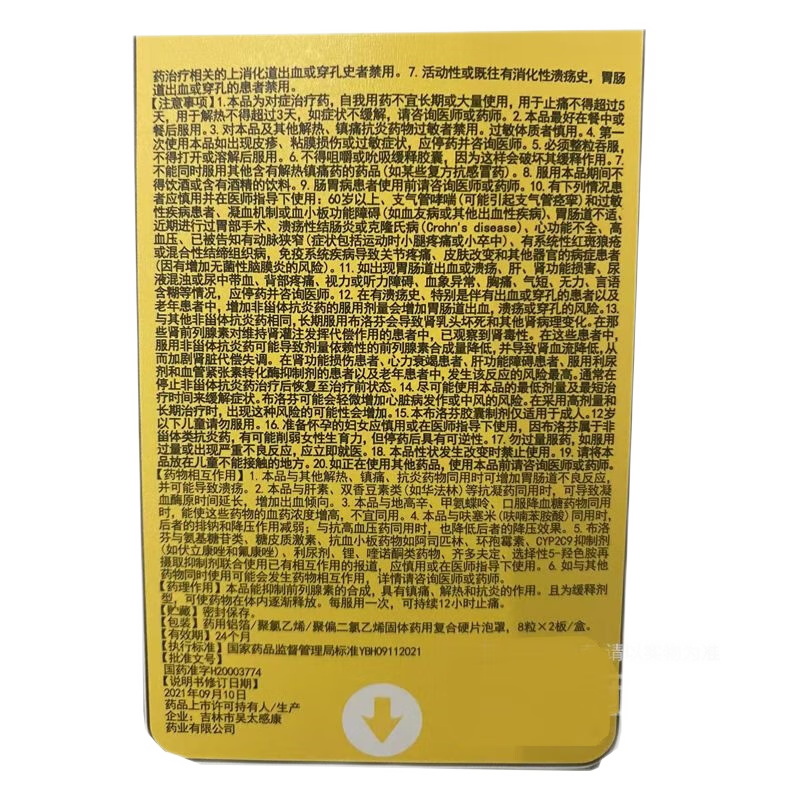 药治疗相关的上消化道出血或穿孔史者禁用。7. 活动性或既往有消化性溃疡史，胃肠
道出血或穿孔的患者禁用。
【注意事项】1.本品为对症治疗药，自我用药不宜长期或大量使用，用于止痛不得超过5
天，用于解热不得超过3天，如症状不缓解，请咨询医师或药师。2.本品最好在餐中或
餐后服用。3.对本品及其他解热、镇痛抗炎药物过敏者禁用。过敏体质者慎用。4.第一
次使用本品如出现皮疹、粘膜损伤或过敏症状，应停药并咨询医师。5.必须整粒吞服，
不得打开或溶解后服用。6.不得咀嚼或吮吸缓释胶囊，因为这样会破坏其缓释作用。7.
不能同时服用其他含有解热镇痛药的药品(如某些复方抗感冒药)。8. 服用本品期间不
得饮酒或含有酒精的饮料。9. 肠胃病患者使用前请咨询医师或药师。10. 有下列情况患
者应慎用并在医师指导下使用：60岁以上、支气管哮喘(可能引起支气管痉挛)和过敏
性疾病患者、凝血机制或血小板功能障碍(如血友病或其他出血性疾病)、胃肠道不适、
近期进行过胃部手术、溃疡性结肠炎或克隆氏病(Crohn's disease)、心功能不全、高
血压、已被告知有动脉狭窄(症状包括运动时小腿疼痛或小卒中)、有系统性红斑狼疮
或混合性结缔组织病，免疫系统疾病导致关节疼痛、皮肤改变和其他器官的病症患者
(因有增加无菌性脑膜炎的风险)。11. 如出现胃肠道出血或溃疡、肝、肾功能损害、尿
液混浊或尿中带血、背部疼痛、视力或听力障碍、血象异常、胸痛、气短、无力、言语
含糊等情况，应停药并咨询医师。12. 在有溃疡史、特别是伴有出血或穿孔的患者以及
老年患者中，增加非甾体抗炎药的服用剂量会增加胃肠道出血，溃疡或穿孔的风险。13.
与其他非甾体抗炎药相同，长期服用布洛芬会导致肾乳头坏死和其他肾病理变化。在那
些肾前列腺素对维持肾灌注发挥代偿作用的患者中，已观察到肾毒性。在这些患者中，
服用非甾体抗炎药可能导致剂量依赖性的前列腺素合成量降低，并导致肾血流降低，从
而加剧肾脏代偿失调。在肾功能损伤患者、心力衰竭患者、肝功能障碍患者、服用利尿
剂和血管紧张素转化酶抑制剂的患者以及老年患者中，发生该反应的风险最高。通常在
停止非甾体抗炎药治疗后恢复至治疗前状态。14. 尽可能使用本品的最低剂量及最短治
疗时间来缓解症状。布洛芬可能会轻微增加心脏病发作或中风的风险。在采用高剂量和
长期治疗时，出现这种风险的可能性会增加。15. 本布洛芬胶囊制剂仅适用于成人。12岁
以下儿童请勿服用。16. 准备怀孕的妇女应慎用或在医师指导下使用，因布洛芬属于非
甾体类抗炎药，有可能削弱女性生育力，但停药后具有可逆性。17. 勿过量服药，如服用
过量或出现严重不良反应，应立即就医。18. 本品性状发生改变时禁止使用。19. 请将本
品放在儿童不能接触的地方。20. 如正在使用其他药品，使用本品前请咨询医师或药师。
【药物相互作用】1. 本品与其他解热、镇痛、抗炎药物同用时可增加胃肠道不良反应，
并可能导致溃疡。2. 本品与肝素、双香豆素类(如华法林)等抗凝药同用时，可导致凝
血酶原时间延长，增加出血倾向。3. 本品与地高辛、甲氨蝶呤、口服降血糖药物同用
时，能使这些药物的血药浓度增高，不宜同用。4. 本品与呋塞米(呋喃苯胺酸)同用时，
后者的排钠和降压作用减弱；与抗高血压药同用时，也降低后者的降压效果。5. 布洛
芬与氨基糖苷类、糖皮质激素、抗血小板药物如阿司匹林、环孢霉素、CYP2C9抑制剂
(如伏立康唑和氟康唑)、利尿剂、锂、喹诺酮类药物、齐多夫定、选择性5-羟色胺再
摄取抑制剂联合使用已有相互作用的报道，应慎用或在医师指导下使用。6. 如与其他
药物同时使用可能会发生药物相互作用，详情请咨询医师或药师。
【药理作用】本品能抑制前列腺素的合成，具有镇痛、解热和抗炎的作用。且为缓释剂
型，可使药物在体内逐渐释放。每服用一次，可持续12小时止痛。
【贮藏】密封保存。
【包装】药用铝箔/聚氯乙烯/聚偏二氯乙烯固体药用复合硬片泡罩，8粒×2板/盒。
【有效期】24个月
【执行标准】国家药品监督管理局标准YBH09112021
【批准文号】
国药准字H20003774
【说明书修订日期】
2021年09月10日
药品上市许可持有人/生产
企业：吉林市吴太感康
药业有限公司